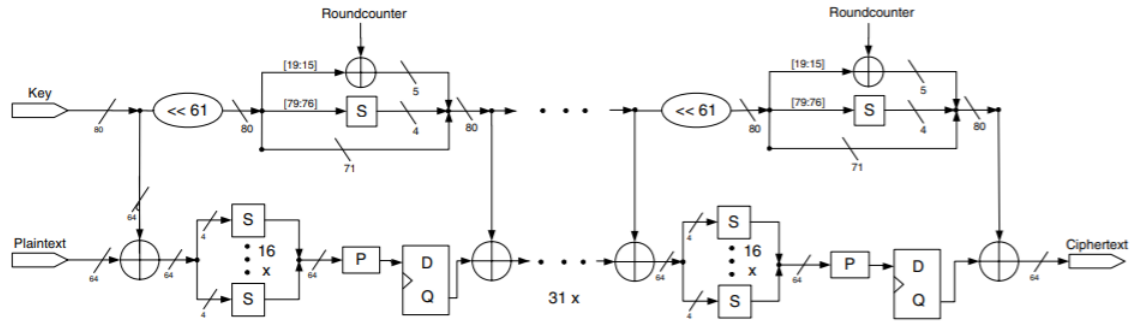 Roundcounter
Roundcounter
[19:15]
5
[19:15]
5
Key
80
<< 61
80
[79:76]
S
4
80
• • •
<< 61
80
[79:76]
S
4
80
71
71
64
Plaintext
64
64
4
S
16
x
S
4
64
P
D
Q
• • •
31 x
64
4
S
16
x
S
4
64
P
D
Q
64
Ciphertext